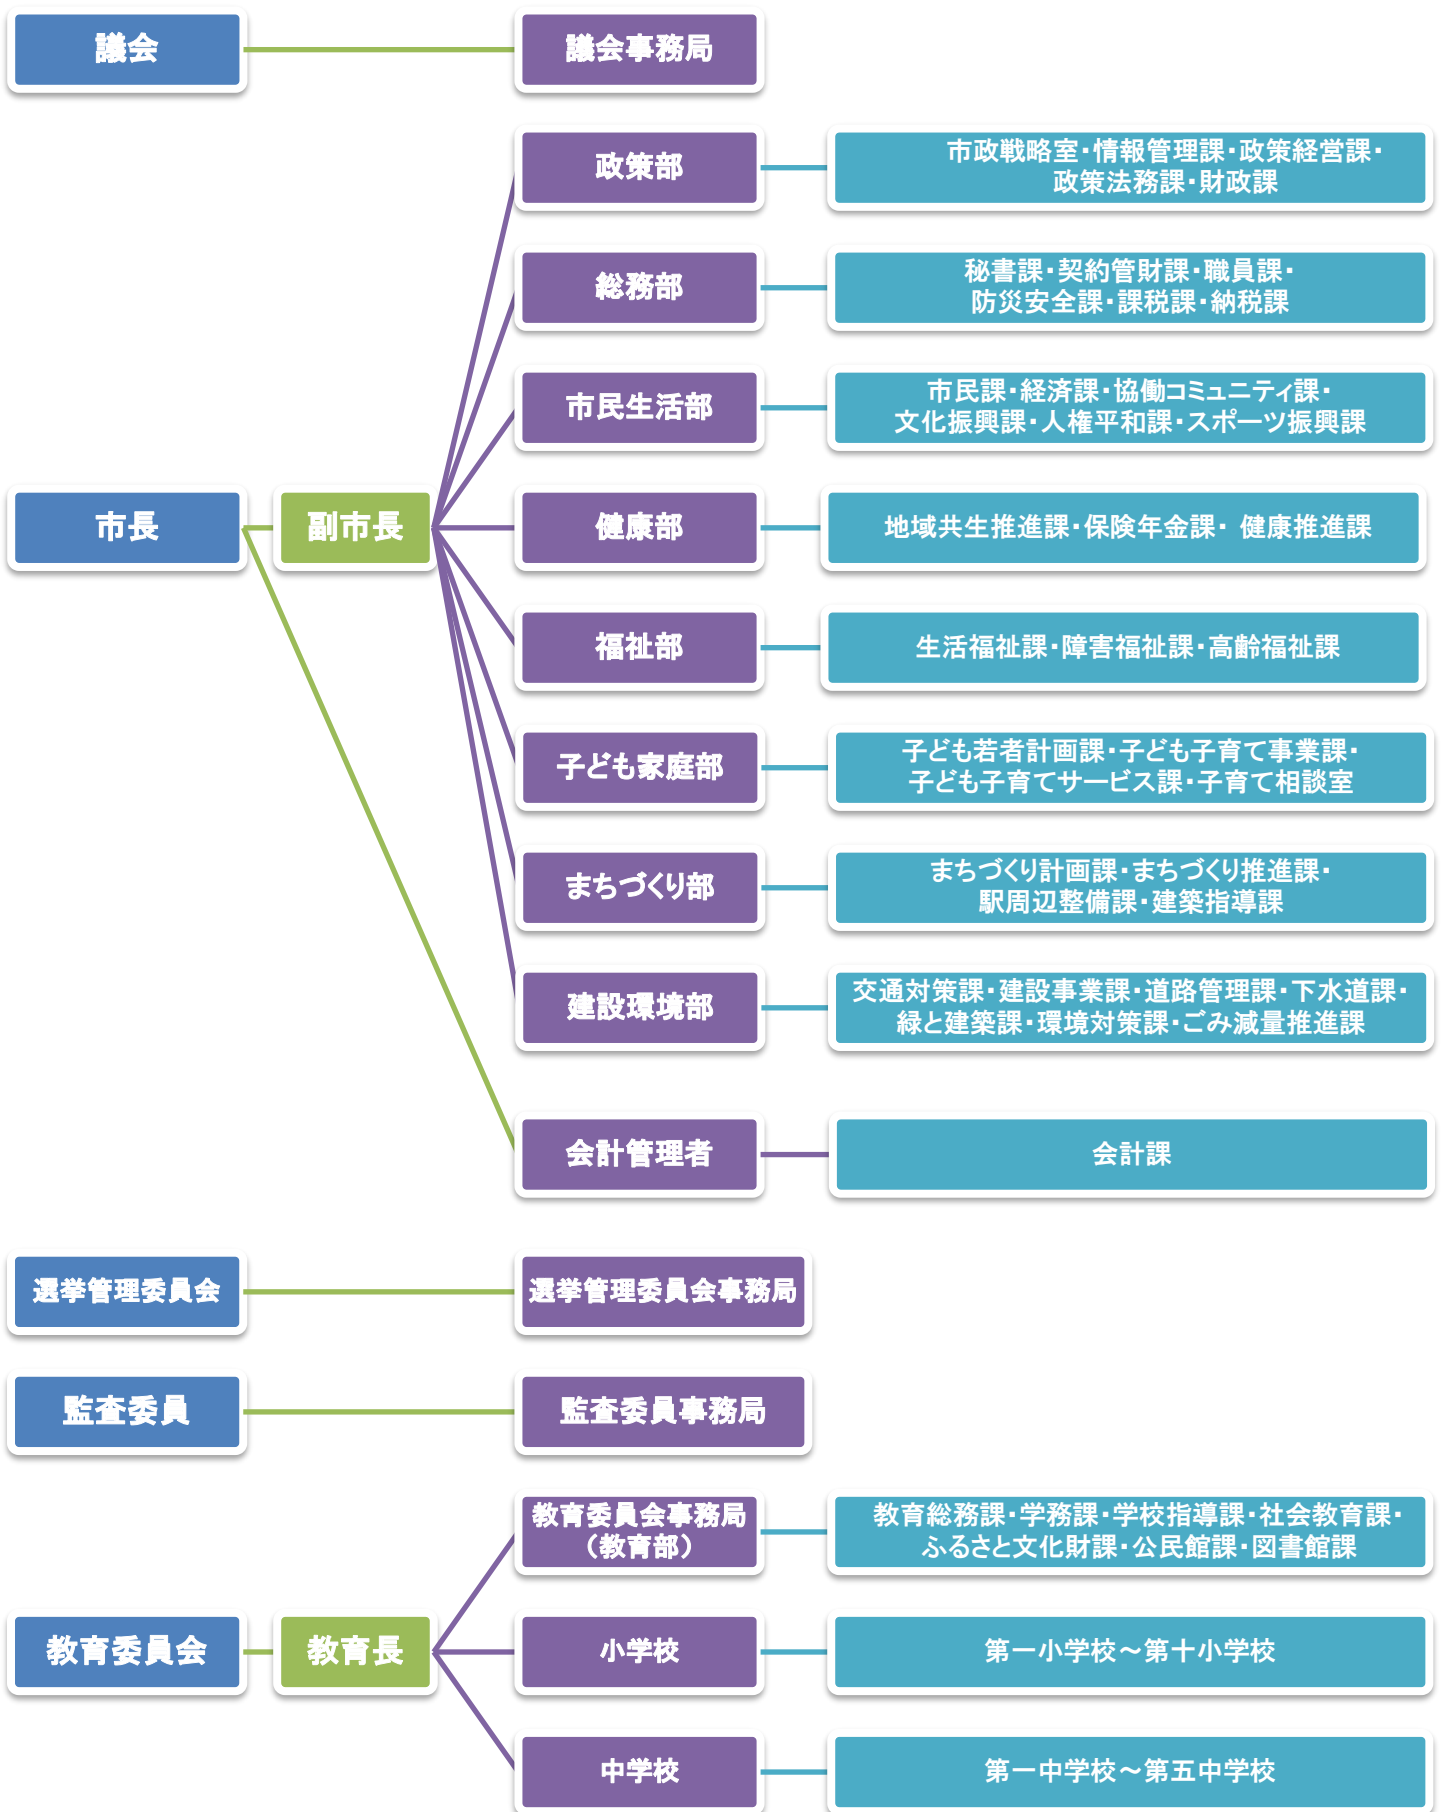 議会
議会事務局
政策部
市政戦略室・情報管理課・政策経営課・
政策法務課・財政課
総務部
秘書課・契約管財課・職員課・
防災安全課・課税課・納税課
市民生活部
市民課・経済課・協働コミュニティ課・
文化振興課・人権平和課・スポーツ振興課
市長
副市長
健康部
地域共生推進課・保険年金課・ 健康推進課
福祉部
生活福祉課・障害福祉課・高齢福祉課
子ども家庭部
子ども若者計画課・子ども子育て事業課・
子ども子育てサービス課・子育て相談室
まちづくり部
まちづくり計画課・まちづくり推進課・
駅周辺整備課・建築指導課
建設環境部
交通対策課・建設事業課・道路管理課・下水道課・
緑と建築課・環境対策課・ごみ減量推進課
会計管理者
会計課
選挙管理委員会
選挙管理委員会事務局
監査委員
監査委員事務局
教育委員会事務局
（教育部）
教育総務課・学務課・学校指導課・社会教育課・
ふるさと文化財課・公民館課・図書館課
教育委員会
教育長
小学校
第一小学校～第十小学校
中学校
第一中学校～第五中学校